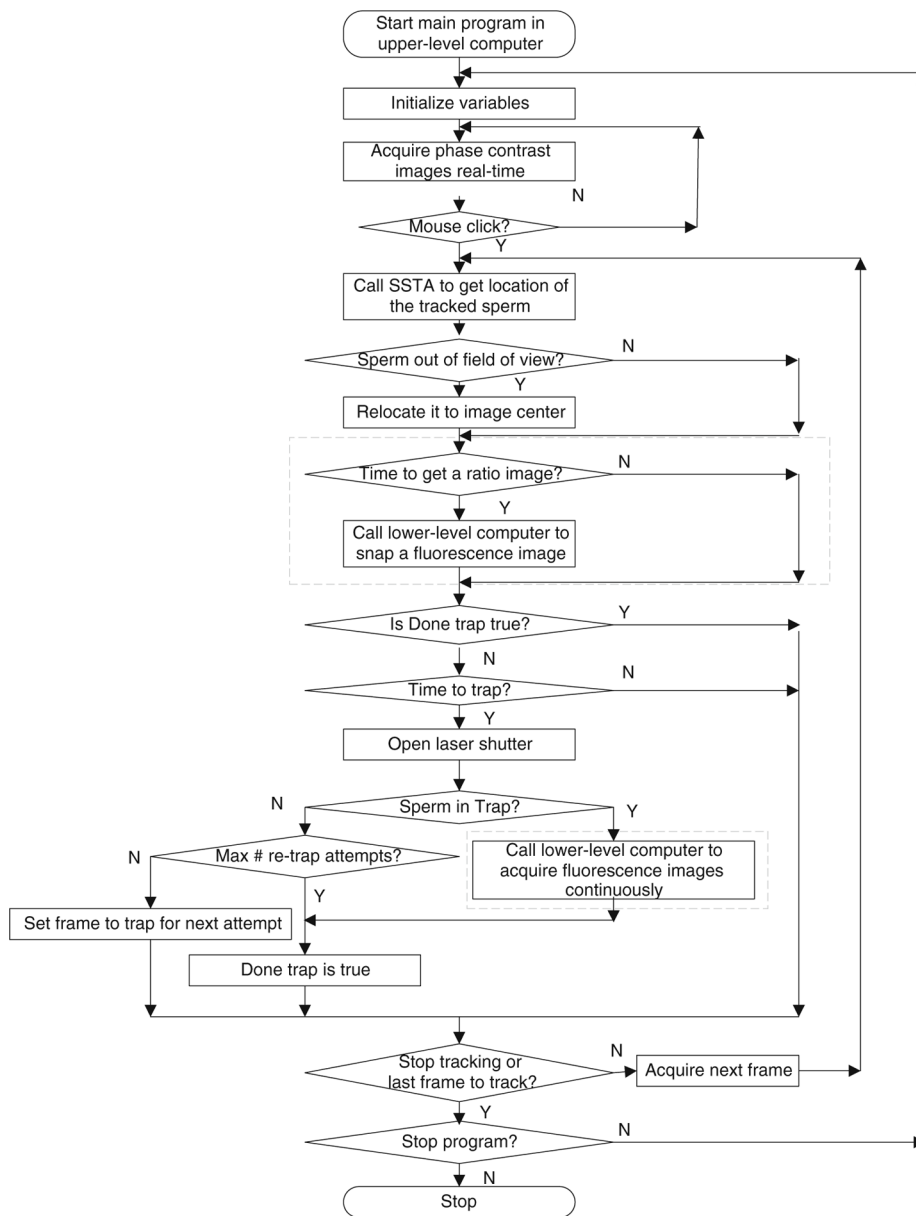 Start main program in
upper-level computer
Initialize variables
Acquire phase contrast
images real-time
N
Mouse click?
Y
Call SSTA to get location of
the tracked sperm
Sperm out of field of view?
N
Y
Relocate it to image center
Time to get a ratio image?
N
Y
Call lower-level computer to
snap a fluorescence image
Is Done trap true?
Y
N
Time to trap?
N
Y
Open laser shutter
N
Sperm in Trap?
Y
N
Max # re-trap attempts?
Call lower-level computer to
acquire fluorescence images
continuously
Y
Set frame to trap for next attempt
Done trap is true
Stop tracking or
last frame to track?
N
Acquire next frame
Y
Stop program?
N
N
Stop